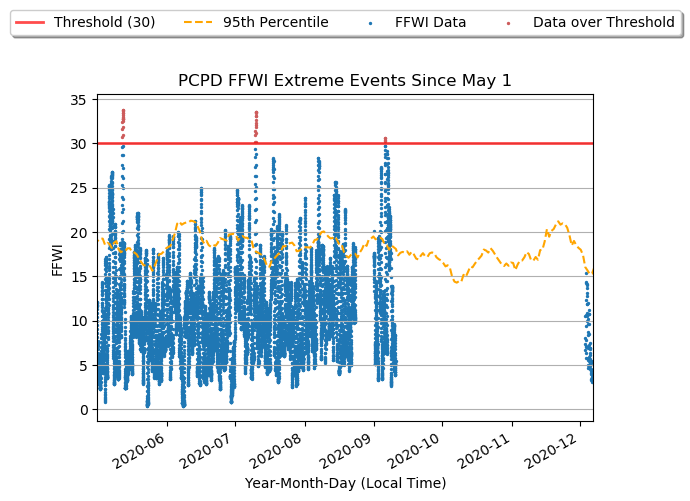 Threshold (30) 95th Percentile FFWI Data Data over Threshold
PCPD FFWI Extreme Events Since May 1
35
30
25
20
15
10
5
0
FFWI
2020-06 2020-07 2020-08 2020-09 2020-10 2020-11 2020-12
Year-Month-Day (Local Time)